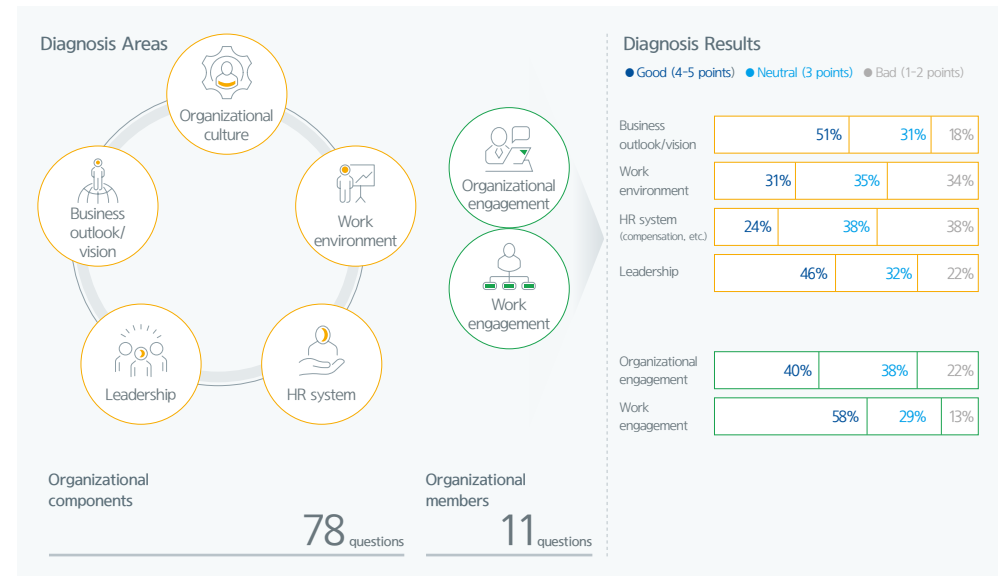 Diagnosis Areas
Organizational
culture
Business
outlook/
vision
Work
environment
Leadership
HR system
Organizational
engagement
Work
engagement
Organizational
components
78 questions
Organizational
members
11 questions
Diagnosis Results
Good (4-5 points) Neutral (3 points) Bad (1-2 points)
Business
outlook/vision
51% 31% 18%
Work
environment
31% 35% 34%
HR system
(compensation, etc.)
24% 38% 38%
Leadership
46% 32% 22%
Organizational
engagement
40% 38% 22%
Work
engagement
58% 29% 13%